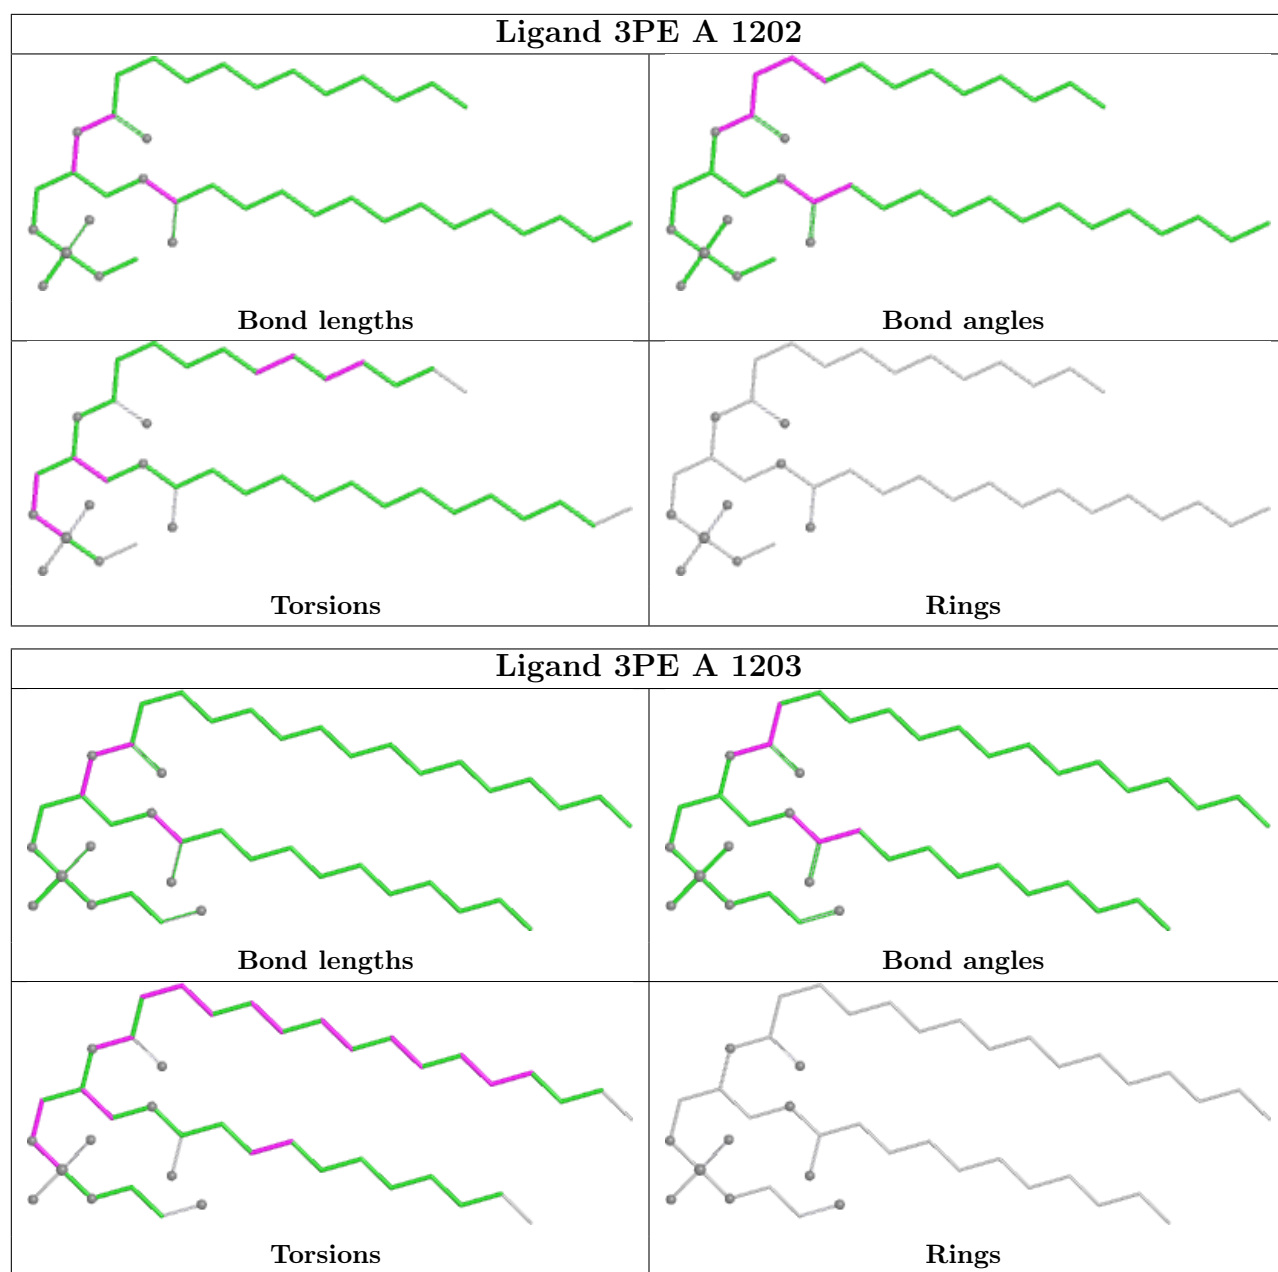 Ligand 3PE A 1202
Bond lengths
Bond angles
Torsions
Rings
Ligand 3PE A 1203
Bond lengths
Bond angles
Torsions
Rings